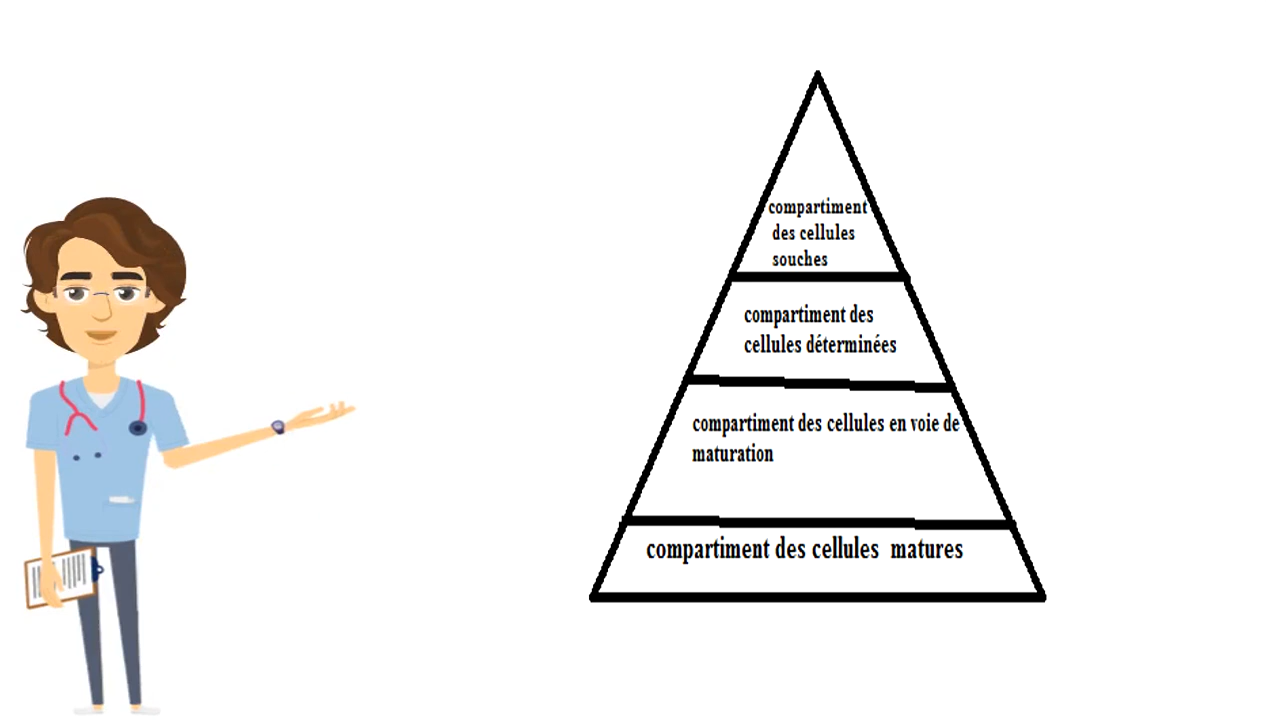 compartiment
des cellules
souches
compartiment des
cellules déterminées
compartiment des cellules en voie de
maturation
compartiment des cellules matures